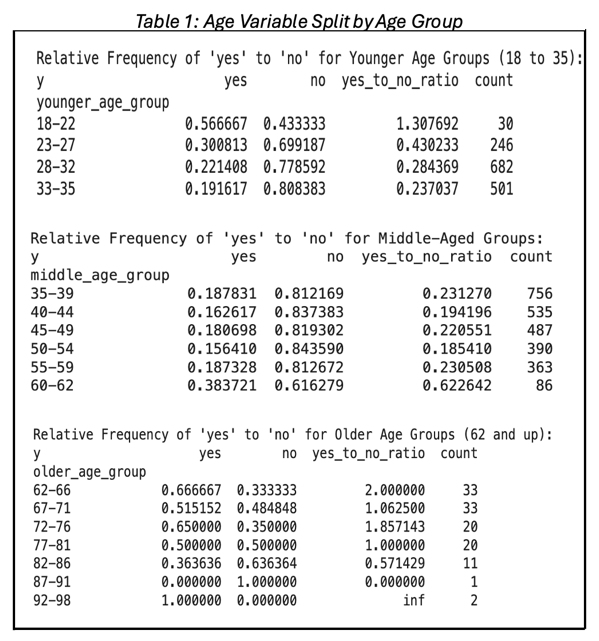 Table 1: Age Variable Split by Age Group
Relative Frequency of 'yes' to 'no' for Younger Age Groups (18 to 35):
y yes no yes_to_no_ratio count
younger_age_group
18-22 0.566667 0.433333 1.307692 30
23-27 0.300813 0.699187 0.430233 246
28-32 0.221408 0.778592 0.284369 682
33-35 0.191617 0.808383 0.237037 501
Relative Frequency of 'yes' to 'no' for Middle-Aged Groups:
y yes no yes_to_no_ratio count
middle_age_group
35-39 0.187831 0.812169 0.231270 756
40-44 0.162617 0.837383 0.194196 535
45-49 0.180698 0.819302 0.220551 487
50-54 0.156410 0.843590 0.185410 390
55-59 0.187328 0.812672 0.230508 363
60-62 0.383721 0.616279 0.622642 86
Relative Frequency of 'yes' to 'no' for Older Age Groups (62 and up):
y yes no yes_to_no_ratio count
older_age_group
62-66 0.666667 0.333333 2.000000 33
67-71 0.515152 0.484848 1.062500 33
72-76 0.650000 0.350000 1.857143 20
77-81 0.500000 0.500000 1.000000 20
82-86 0.363636 0.636364 0.571429 11
87-91 0.000000 1.000000 0.000000 1
92-98 1.000000 0.000000 inf 2